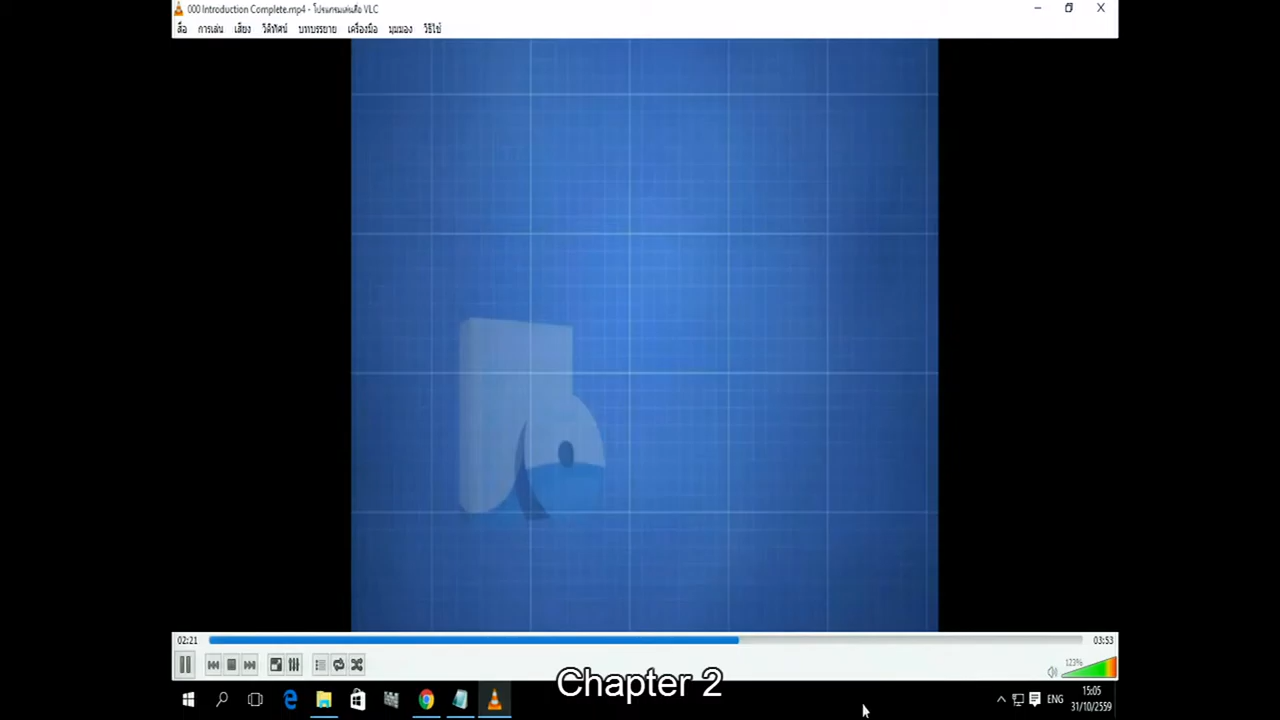 000 Introduction Complete.mp4 - โปรแกรมเล่นสื่อ VLC
สื่อ การเล่น เสียง วิดีทัศน์ บทบรรยาย เครื่องมือ มุมมอง วิธีใช้
02:21 03:53
123%
Chapter 2
ENG 15:05
31/10/2559